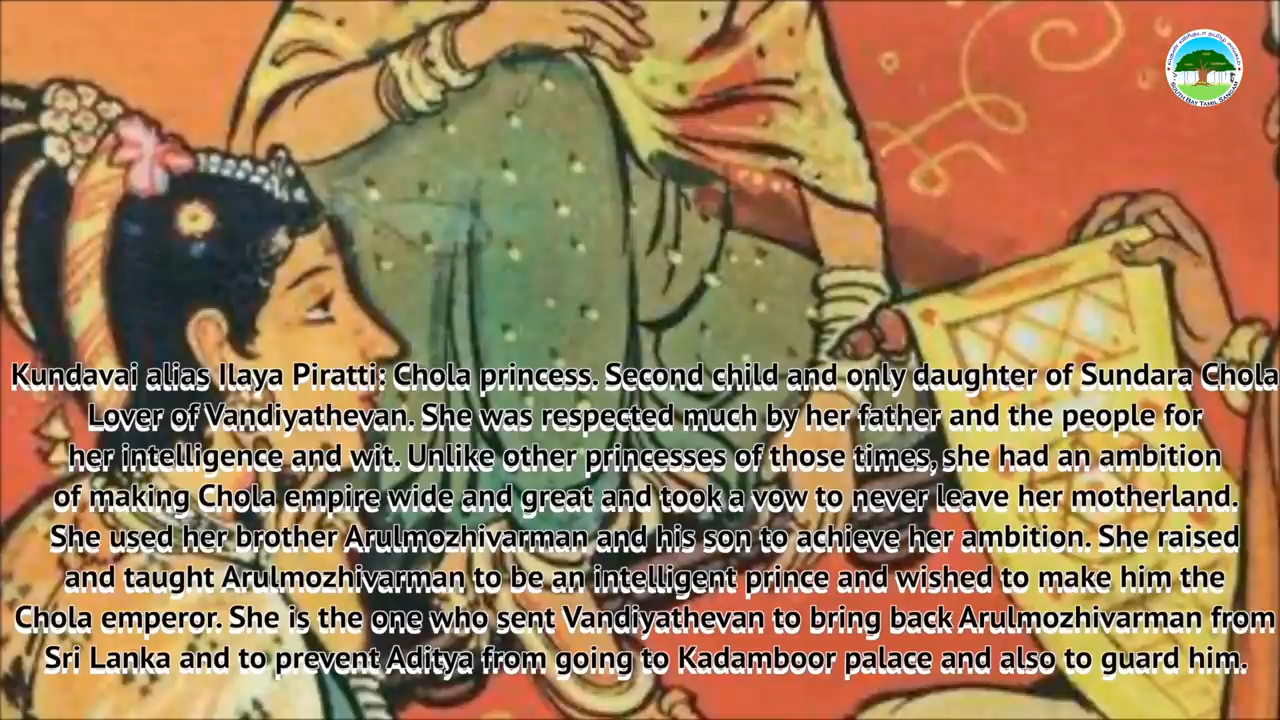 SOUTH BAY TAMIL SANGAM
Kundavai alias Ilaya Piratti: Chola princess. Second child and only daughter of Sundara Chola
Lover of Vandiyathevan. She was respected much by her father and the people for
her intelligence and wit. Unlike other princesses of those times, she had an ambition
of making Chola empire wide and great and took a vow to never leave her motherland.
She used her brother Arulmozhivarman and his son to achieve her ambition. She raised
and taught Arulmozhivarman to be an intelligent prince and wished to make him the
Chola emperor. She is the one who sent Vandiyathevan to bring back Arulmozhivarman from
Sri Lanka and to prevent Aditya from going to Kadamboor palace and also to guard him.